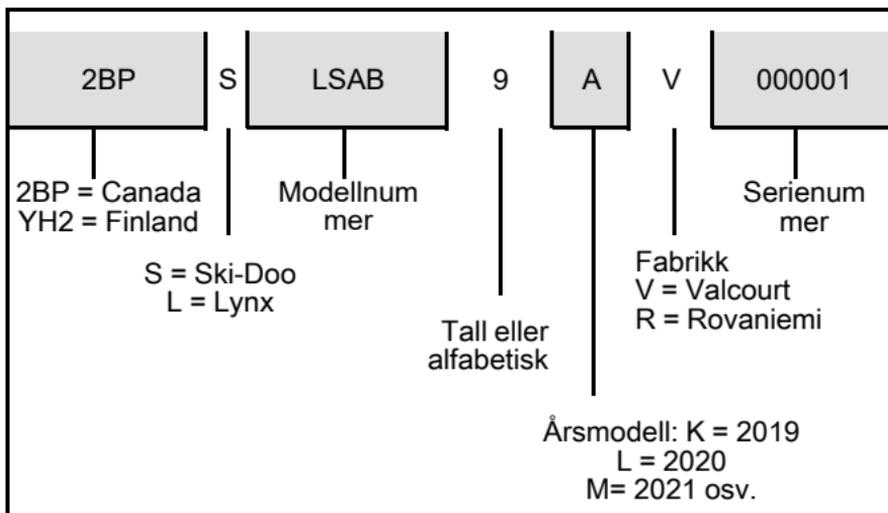 2BP S LSAB 9 A V 000001
2BP = Canada
YH2 = Finland
Modellnum
mer
Serienum
mer
S = Ski-Doo
L = Lynx
Fabrikk
V = Valcourt
R = Rovaniemi
Tall eller
alfabetisk
Årsmodell: K = 2019
L = 2020
M= 2021 osv.